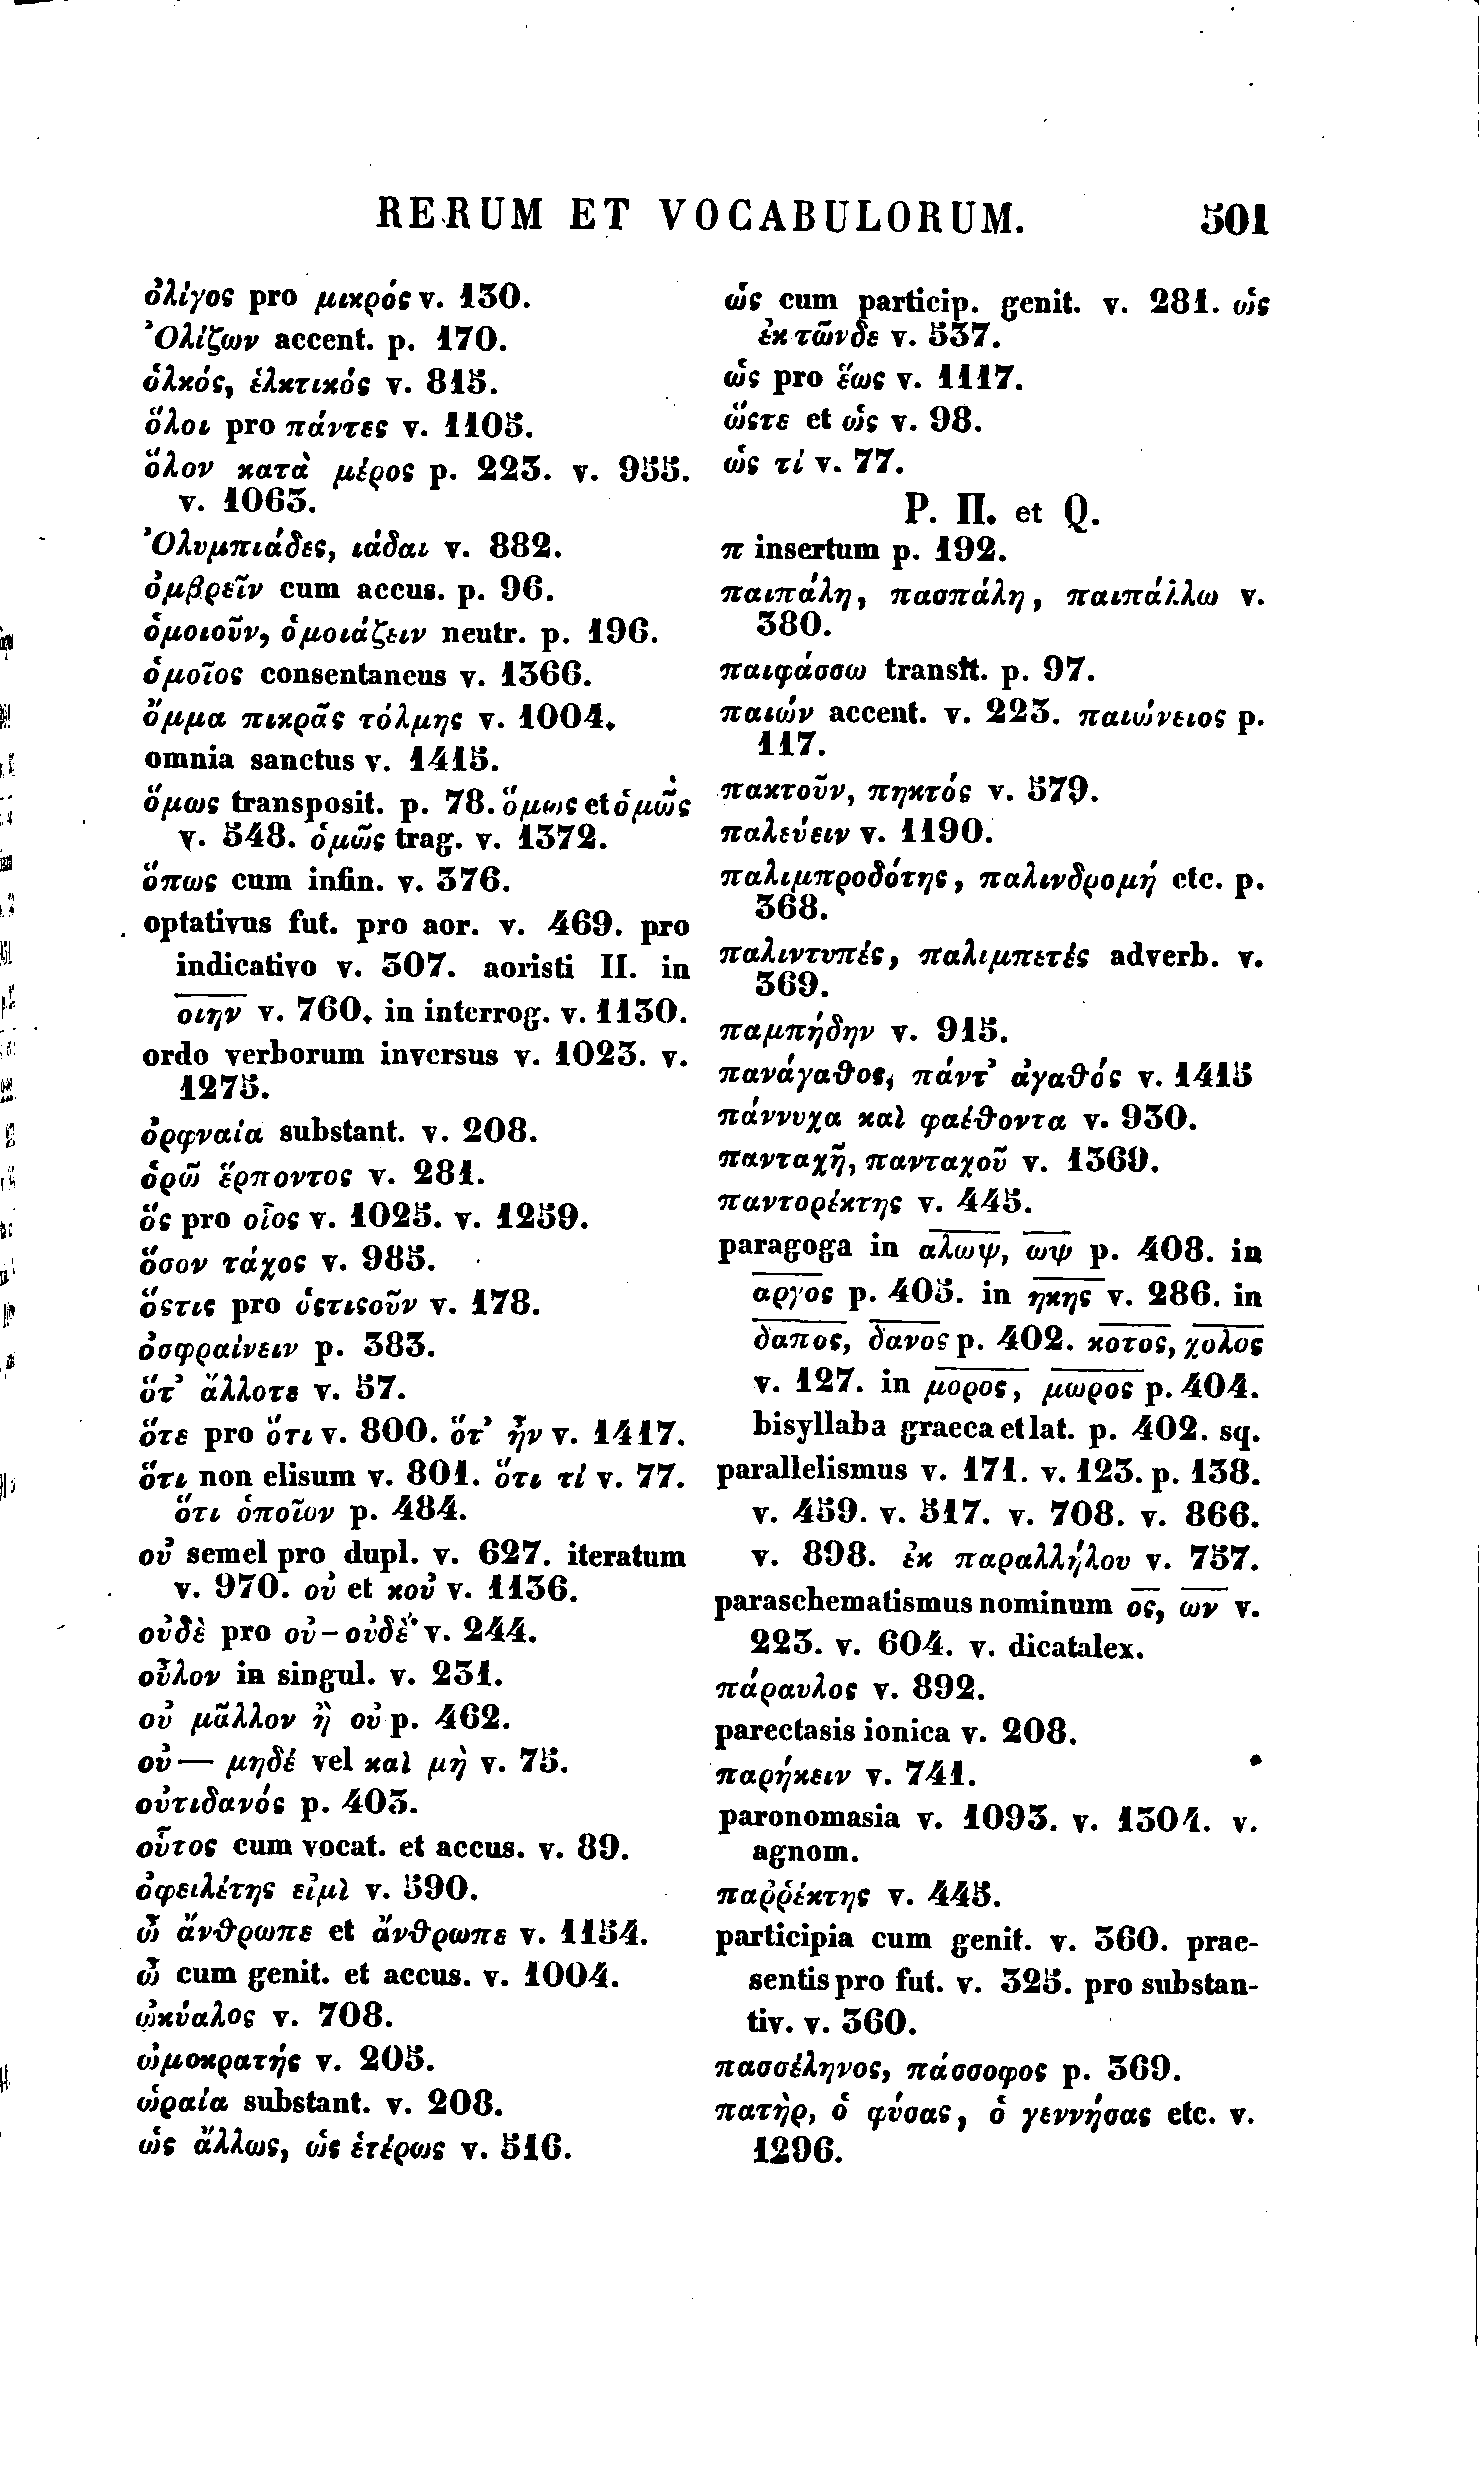 RERUM ET VOCABULORUM. 501
ὀλίγος pro μικρός v. 130.
Ὀλίζων accent. p. 170.
ὁλκός, ἑλκτικός v. 815.
ὅλοι pro πάντες v. 1105.
ὅλον κατὰ μέρος p. 223. v. 955.
v. 1063.
Ὀλυμπιάδες, ιάδαι v. 882.
ὀμβρεῖν cum accus. p. 96.
ὁμοιοῦν, ὁμοιάζειν neutr. p. 196.
ὁμοῖος consentaneus v. 1366.
ὄμμα πικρᾶς τόλμης v. 1004.
omnia sanctus v. 1415.
ὅμως transposit. p. 78. ὅμως et ὁμῶς
v. 548. ὁμῶς trag. v. 1372.
ὅπως cum infin. v. 376.
optativus fut. pro aor. v. 469. pro
indicativo v. 307. aoristi II. in
οιην v. 760. in interrog. v. 1130.
ordo verborum inversus v. 1023. v.
1275.
ὀρφναία substant. v. 208.
ὁρῶ ἕρποντος v. 281.
ὅς pro οἷος v. 1025. v. 1259.
ὅσον τάχος v. 985.
ὅςτις pro ὁςτιςοῦν v. 178.
ὀσφραίνειν p. 383.
ὅτ’ ἄλλοτε v. 57.
ὅτε pro ὅτι v. 800. ὅτ’ ἦν v. 1417.
ὅτι non elisum v. 801. ὅτι τί v. 77.
ὅτι ὁποῖων p. 484.
οὐ semel pro dupl. v. 627. iteratum
v. 970. οὐ et κοὐ v. 1136.
οὐδὲ pro οὐ-οὐδέ v. 244.
οὖλον in singul. v. 231.
οὐ μᾶλλον ἢ οὐ p. 462.
οὐ — μηδέ vel καὶ μὴ v. 75.
οὐτιδανός p. 403.
οὗτος cum vocat. et accus. v. 89.
ὀφειλέτης εἰμὶ v. 590.
ὦ ἄνθρωπε et ἄνθρωπε v. 1154.
ὦ cum genit. et accus. v. 1004.
ὠκύαλος v. 708.
ὠμοκρατής v. 205.
ὡραία substant. v. 208.
ὡς ἄλλως, ὡς ἑτέρως v. 516.
ὡς cum particip. genit. v. 281. ὡς
ἐκ τῶνδε v. 537.
ὡς pro ἕως v. 1117.
ὥςτε et ὡς v. 98.
ὡς τί v. 77.
P. Π. et Q.
π insertum p. 192.
παιπάλη, πασπάλη, παιπάλλω v.
380.
παιφάσσω transit. p. 97.
παιών accent. v. 223. παιώνειος p.
117.
πακτοῦν, πηκτός v. 579.
παλεύειν v. 1190.
παλιμπροδότης, παλινδρομή etc. p.
368.
παλιντυπές, παλιμπετές adverb. v.
369.
παμπήδην v. 915.
πανάγαθος, πάντ’ ἀγαθός v. 1415
πάννυχα καὶ φαέθοντα v. 930.
πανταχῆ, πανταχοῦ v. 1369.
παντορέκτης v. 445.
paragoga in αλωψ, ωψ p. 408. in
αργος p. 405. in ηκης v. 286. in
δαπος, δανος p. 402. κοτος, χολος
v. 127. in μορος, μωρος p. 404.
bisyllaba graeca et lat. p. 402. sq.
parallelismus v. 171. v. 123. p. 138.
v. 459. v. 517. v. 708. v. 866.
v. 898. ἐκ παραλλήλου v. 757.
paraschematismus nominum ος, ων v.
223. v. 604. v. dicatalex.
πάραυλος v. 892.
parectasis ionica v. 208.
παρήκειν v. 741.
paronomasia v. 1093. v. 1304. v.
agnom.
παῤῥέκτης v. 445.
participia cum genit. v. 360. prae-
sentis pro fut. v. 325. pro substan-
tiv. v. 360.
πασσέληνος, πάσσοφος p. 369.
πατὴρ, ὁ φύσας, ὁ γεννήσας etc. v.
1296.